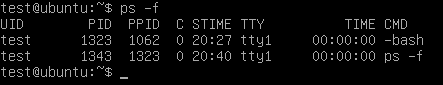 test@ubuntu:~$ ps -f
UID        PID  PPID  C STIME TTY          TIME CMD
test      1323  1062  0 20:27 tty1     00:00:00 -bash
test      1343  1323  0 20:40 tty1     00:00:00 ps -f
test@ubuntu:~$ _